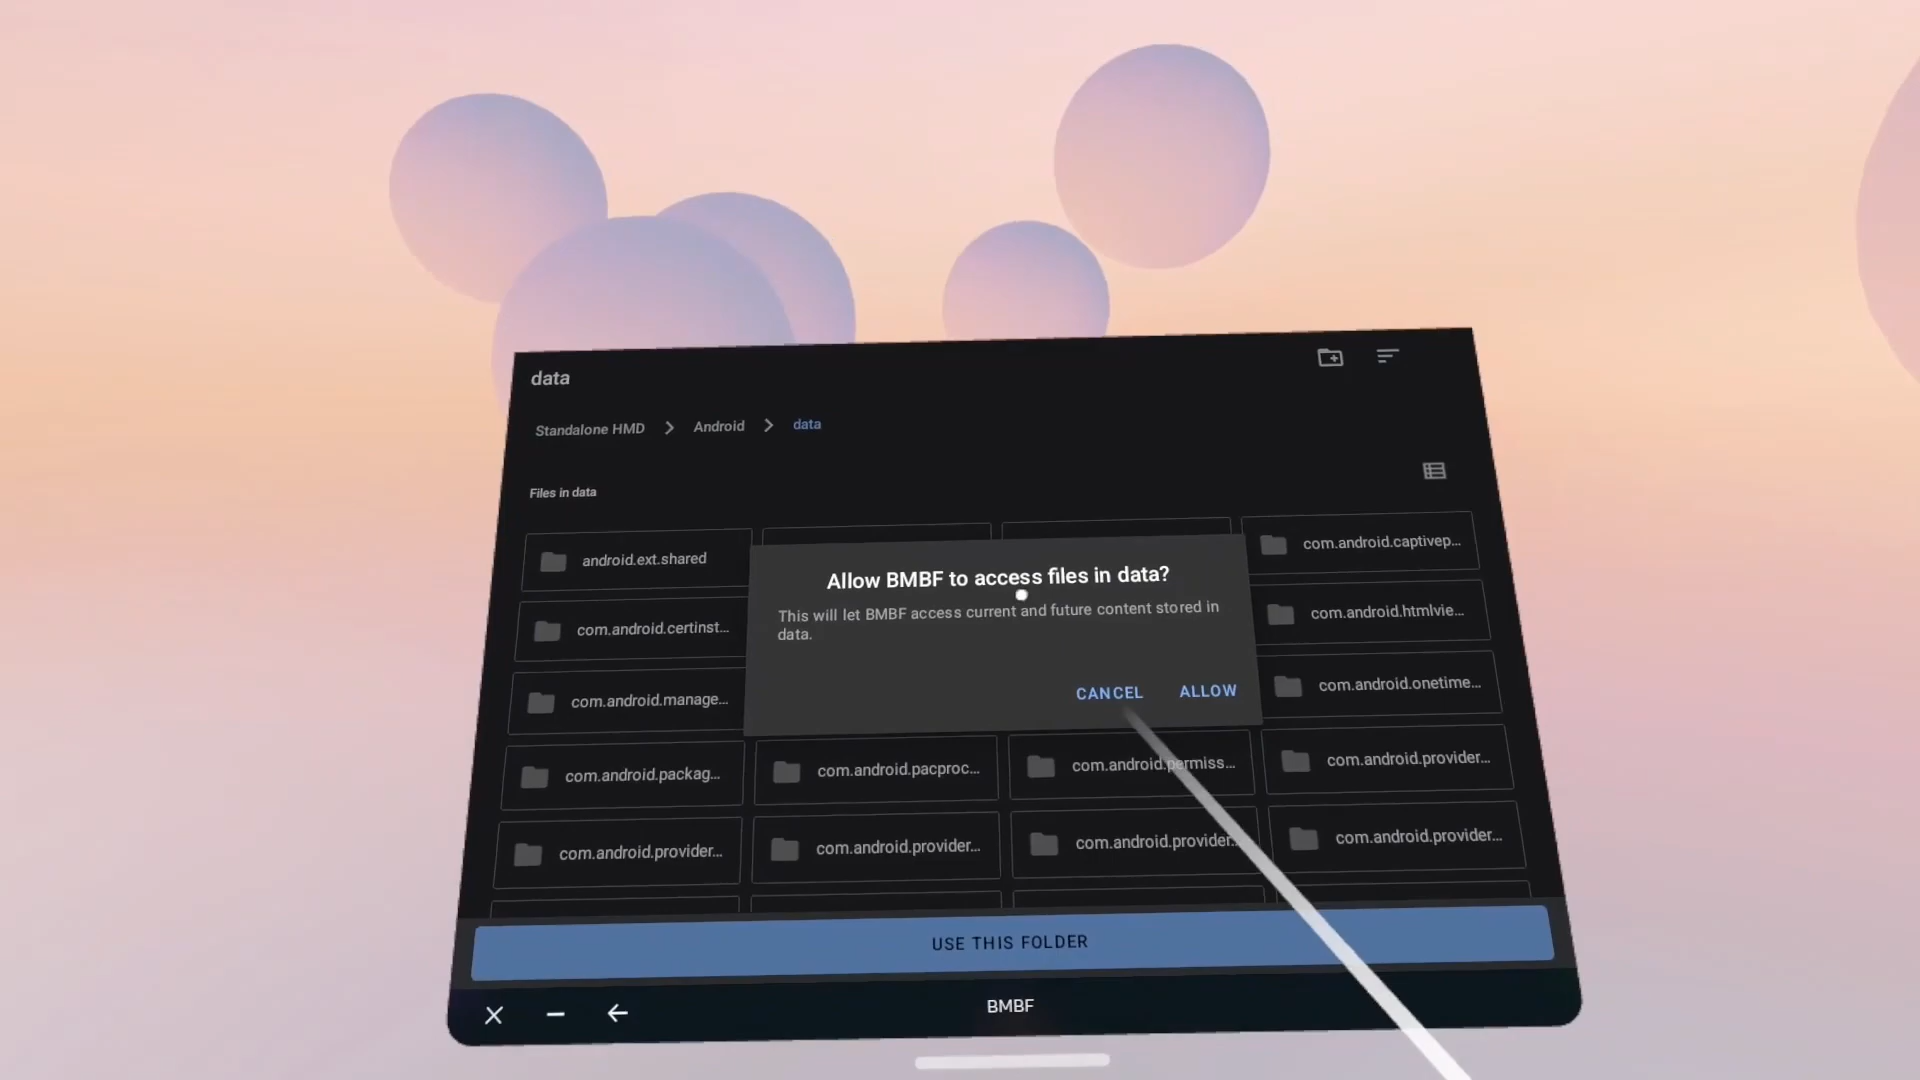 data
Standalone HMD > Android > data
Files in data
android.ext.shared
com.android.captivep...
Allow BMBF to access files in data?
This will let BMBF access current and future content stored in
data.
com.android.certinst...
com.android.htmlvie...
com.android.manage...
CANCEL ALLOW
com.android.onetime...
com.android.packag...
com.android.pacproc...
com.android.permiss...
com.android.provider...
com.android.provider...
com.android.provider...
com.android.provider...
com.android.provider...
USE THIS FOLDER
BMBF